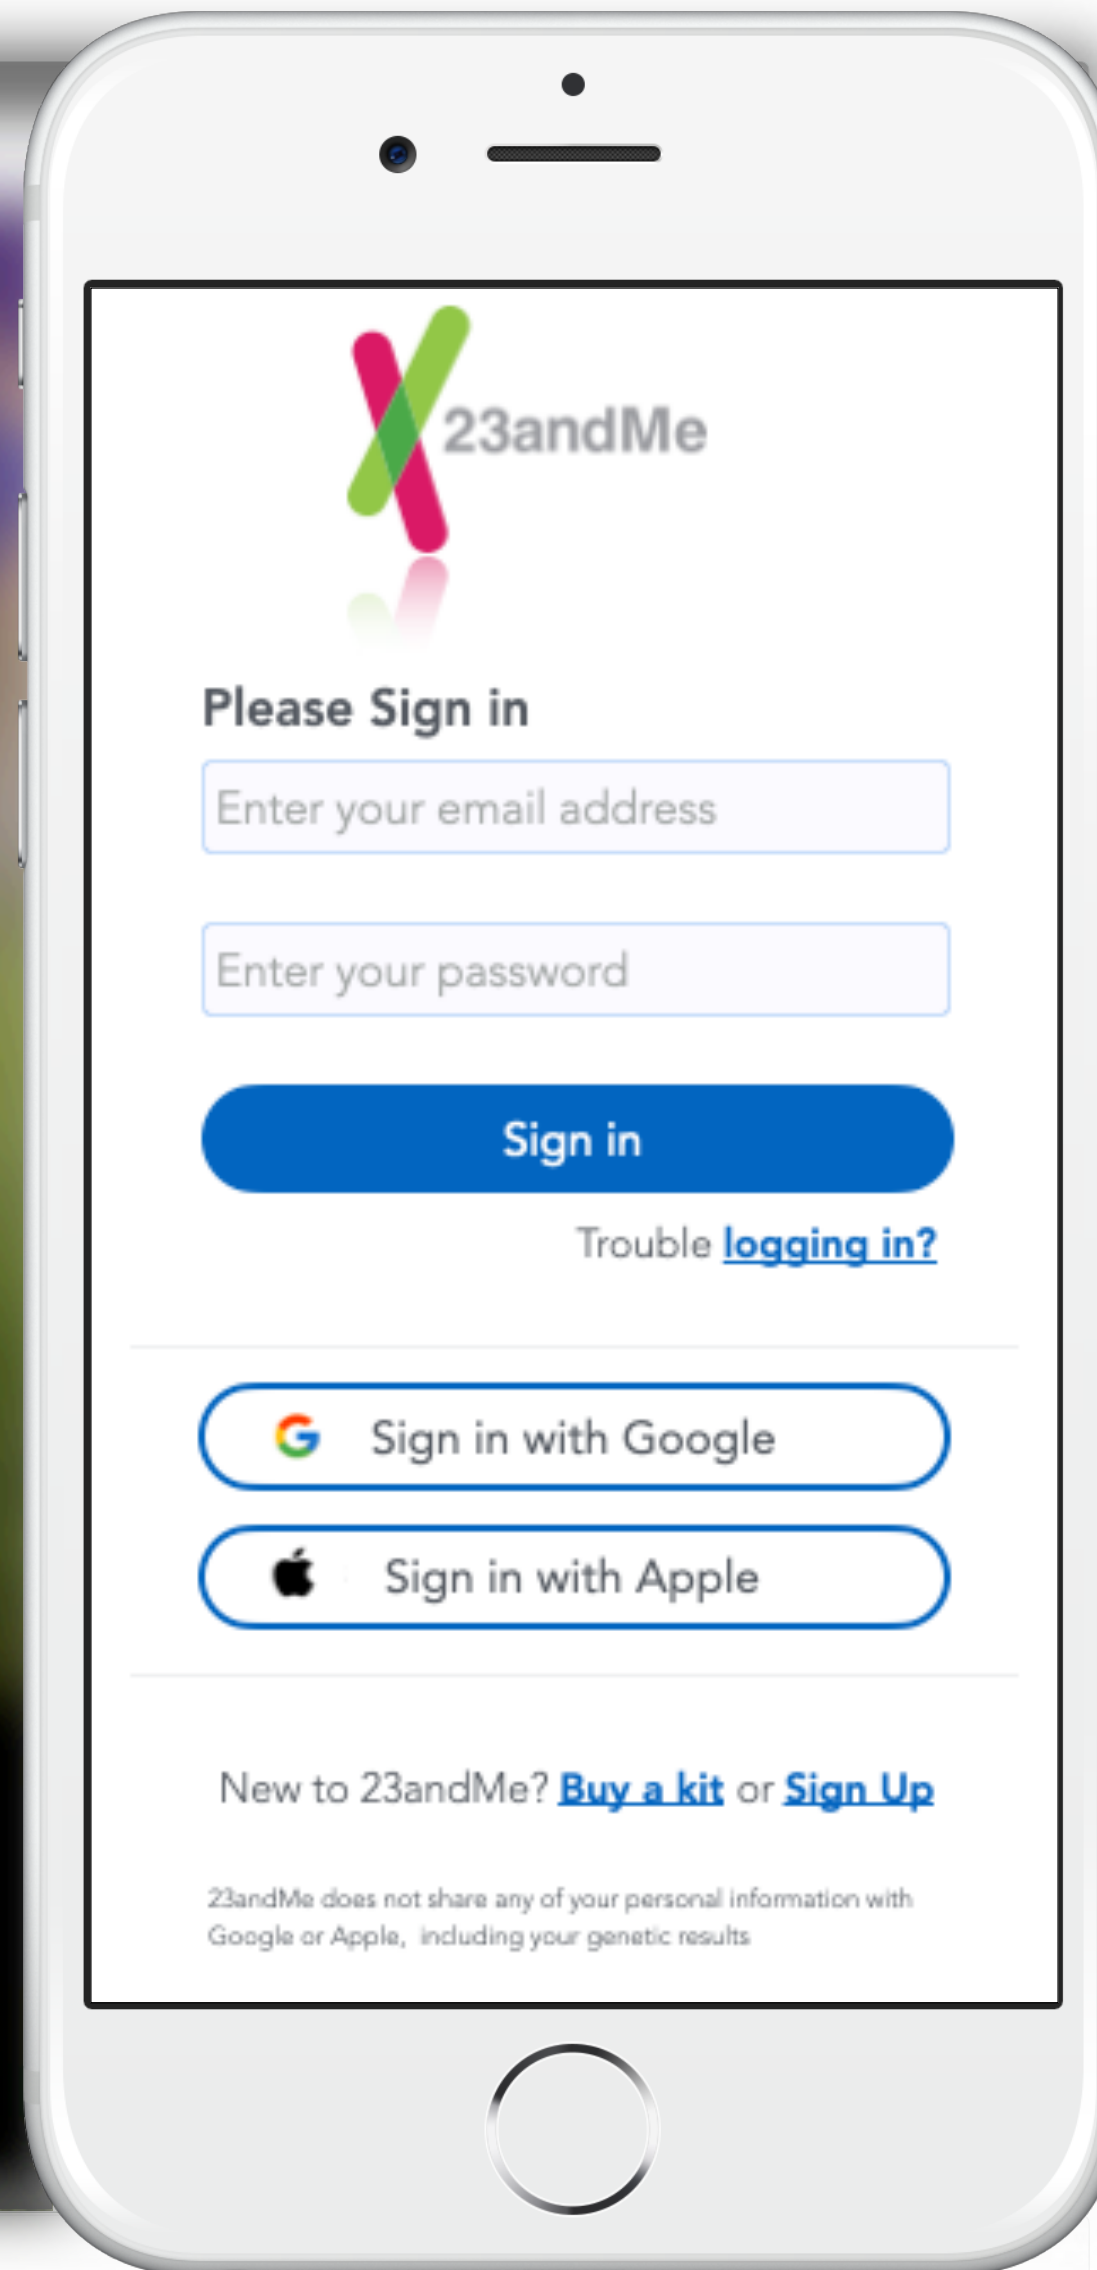 23andMe
Please Sign in
Enter your email address
Enter your password
Sign in
Trouble logging in?
Sign in with Google
Sign in with Apple
New to 23andMe? Buy a kit or Sign Up
23andMe does not share any of your personal information with
Google or Apple, including your genetic results